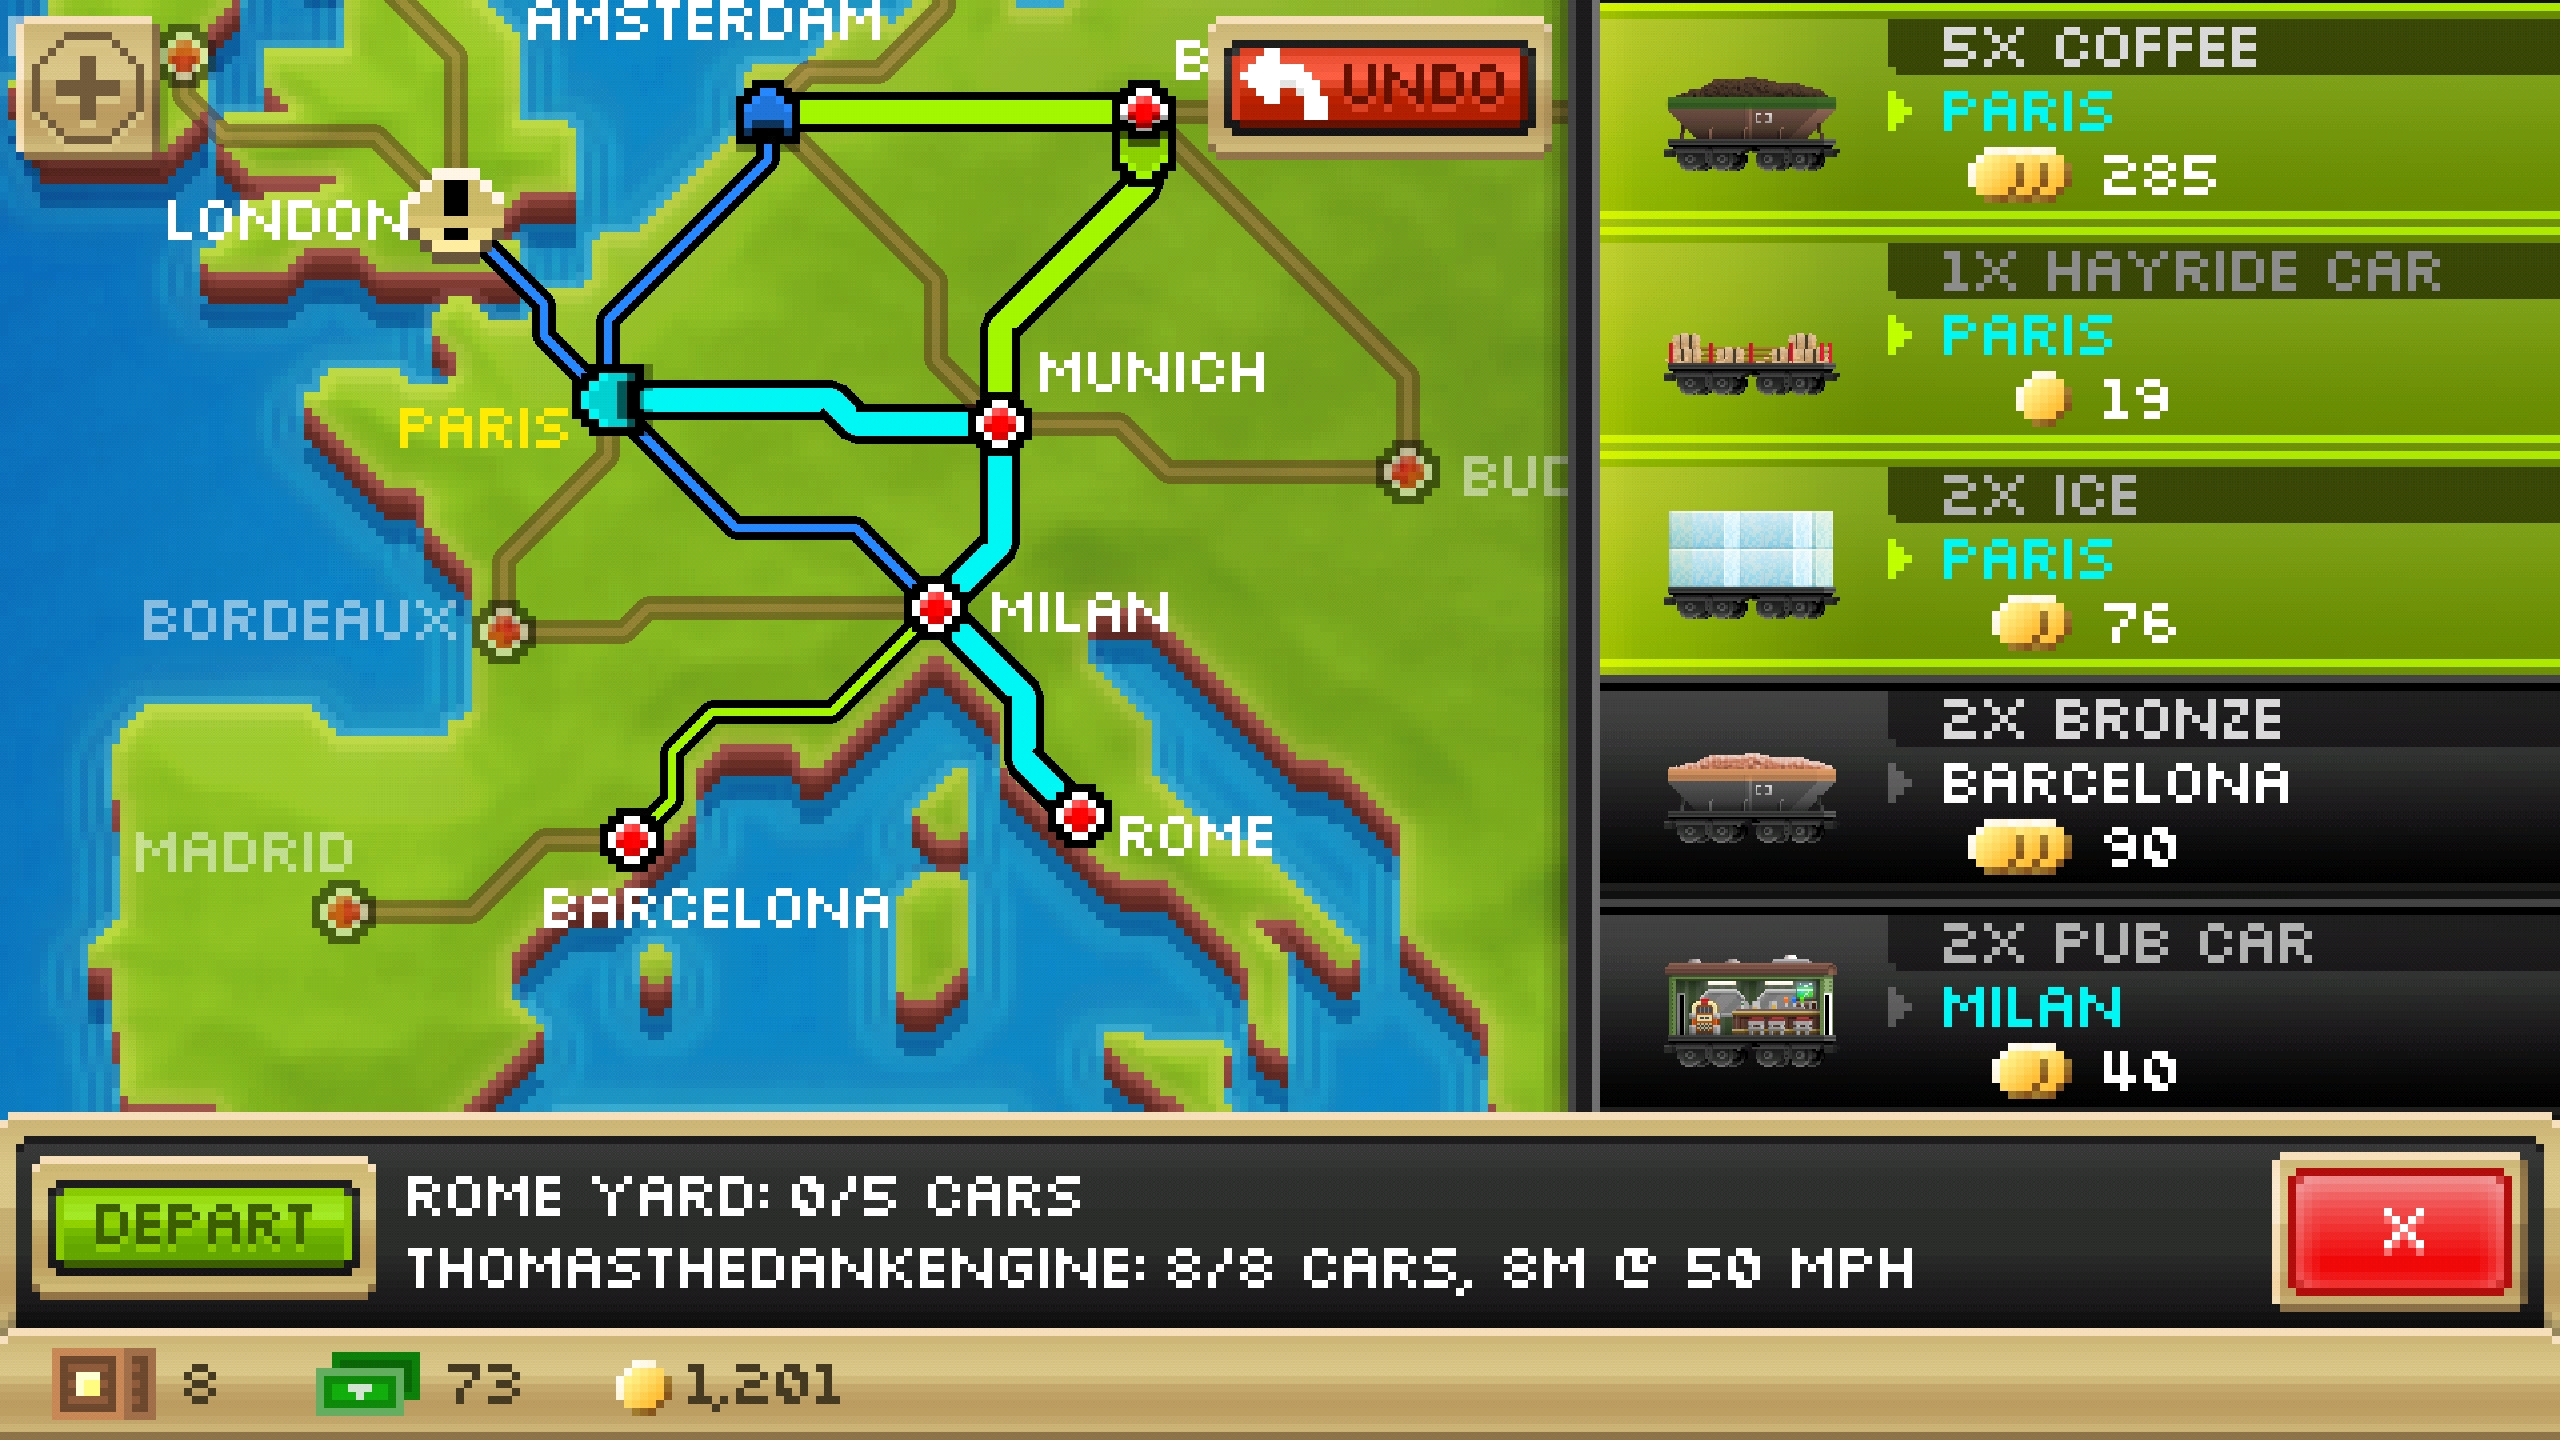 AMSTERDAM
B
UNDO
LONDON
MUNICH
PARIS
BUD
BORDEAUX
MILAN
MADRID
ROME
BARCELONA
5X COFFEE
PARIS
285
1X HAYRIDE CAR
PARIS
19
2X ICE
PARIS
76
2X BRONZE
BARCELONA
90
2X PUB CAR
MILAN
40
DEPART
ROME YARD: 0/5 CARS
THOMASTHEDANKENGINE: 8/8 CARS, 8M @ 50 MPH
X
8
73
1,201